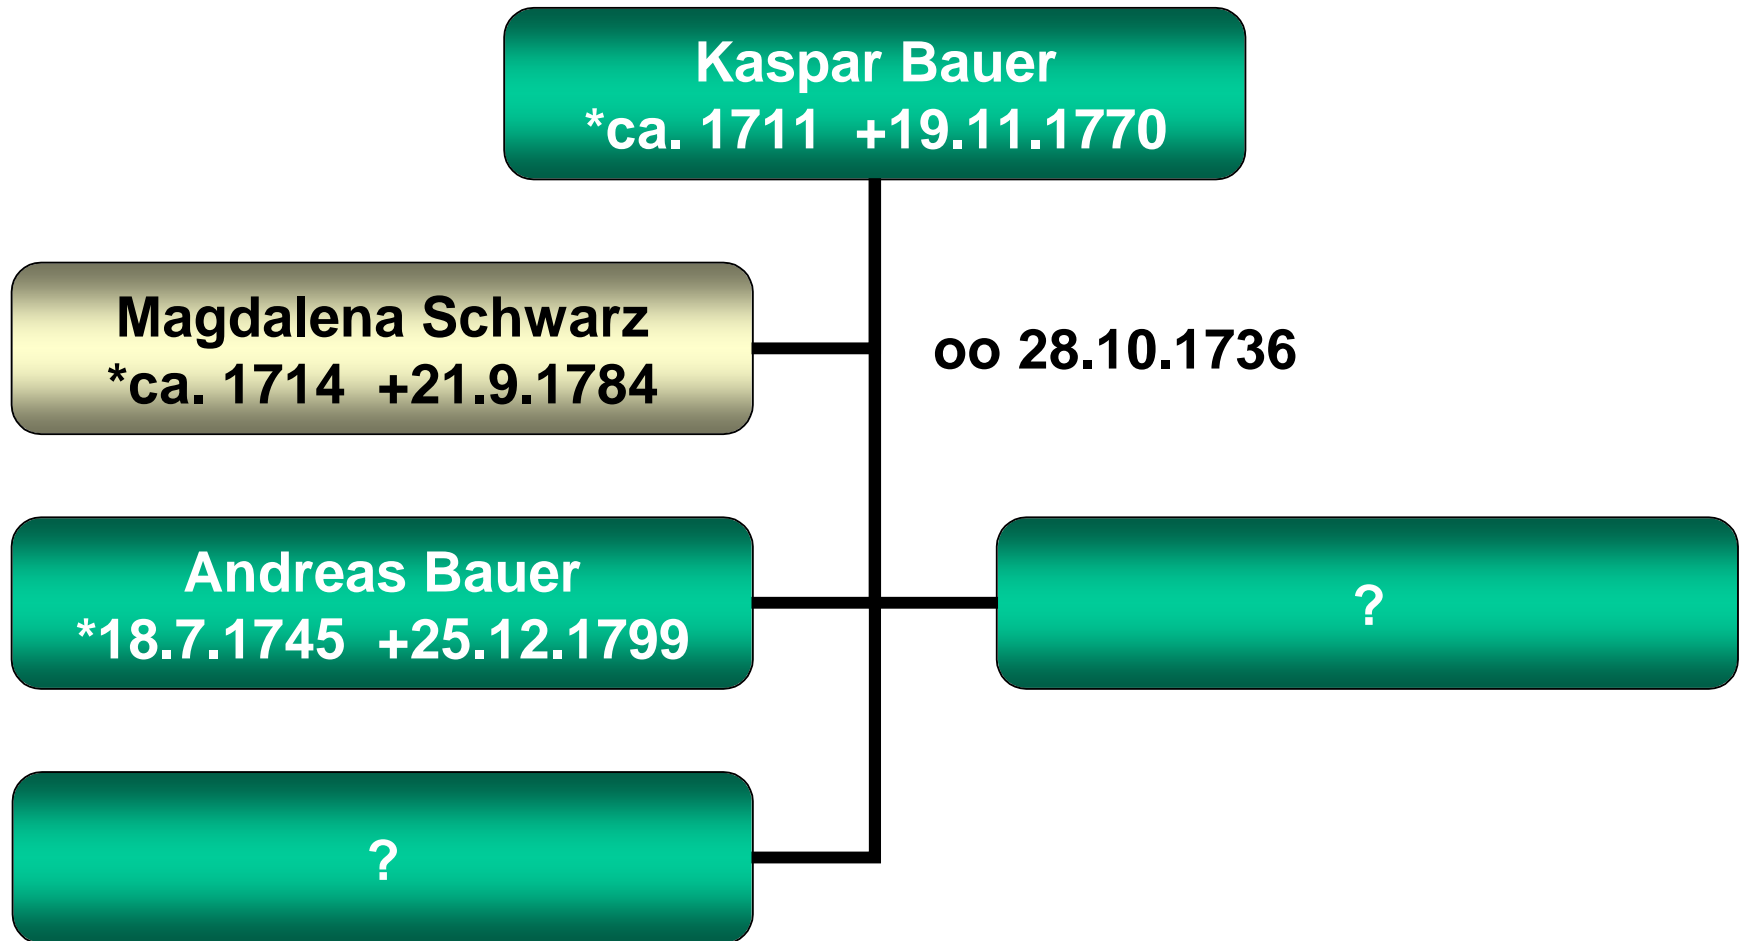 Kaspar Bauer
*ca. 1711 +19.11.1770
Magdalena Schwarz
*ca. 1714 +21.9.1784
oo 28.10.1736
Andreas Bauer
*18.7.1745 +25.12.1799
?
?